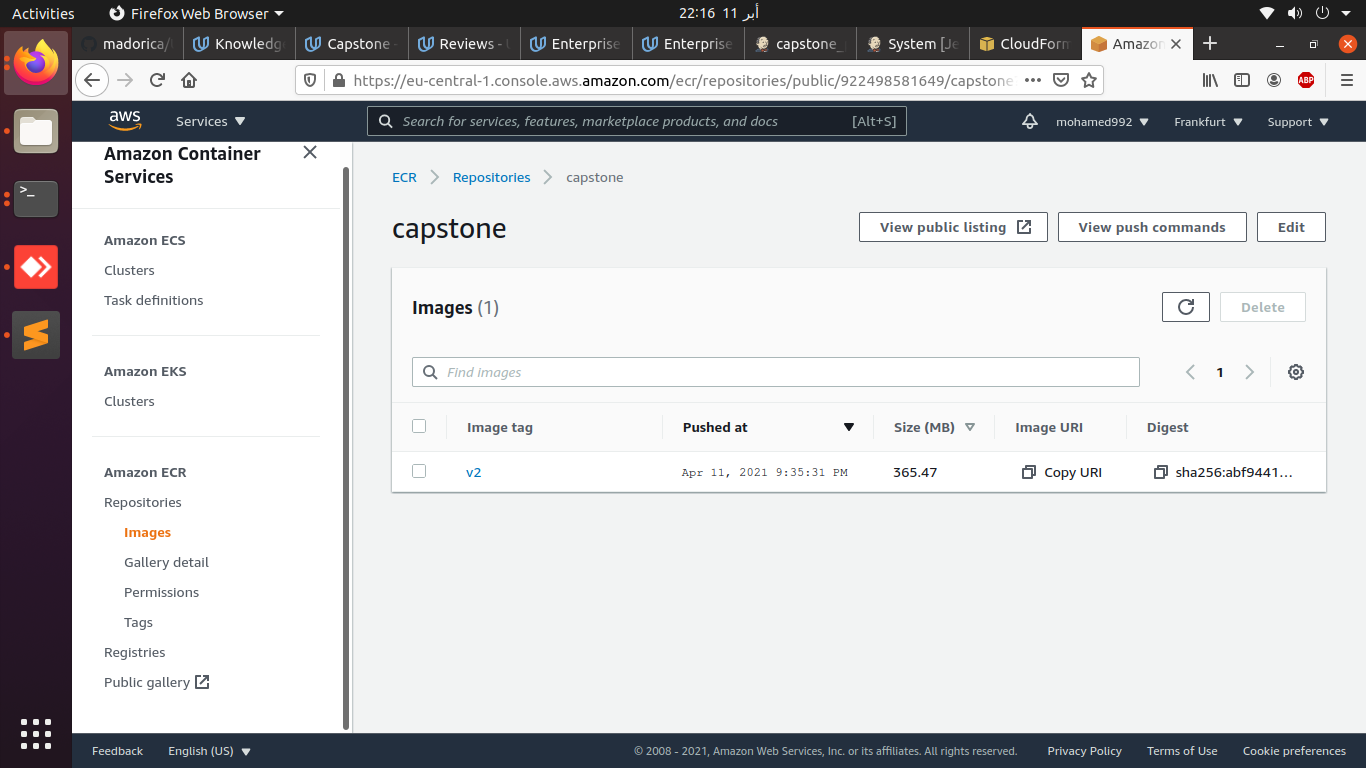 Activities
Firefox Web Browser
22:16 11 أبر
madorica/
Knowledge
Capstone -
Reviews - U
Enterprise
Enterprise
capstone_
System [Je
CloudForm
Amazon
https://eu-central-1.console.aws.amazon.com/ecr/repositories/public/922498581649/capstone
ABP
aws
Services
Search for services, features, marketplace products, and docs
[Alt+S]
mohamed992
Frankfurt
Support
Amazon Container
Services
Amazon ECS
Clusters
Task definitions
Amazon EKS
Clusters
Amazon ECR
Repositories
Images
Gallery detail
Permissions
Tags
Registries
Public gallery
ECR
Repositories
capstone
capstone
View public listing
View push commands
Edit
Images (1)
Delete
Find images
1
Image tag
Pushed at
Size (MB)
Image URI
Digest
v2
Apr 11, 2021 9:35:31 PM
365.47
Copy URI
sha256:abf9441...
Feedback
English (US)
© 2008 - 2021, Amazon Web Services, Inc. or its affiliates. All rights reserved.
Privacy Policy
Terms of Use
Cookie preferences